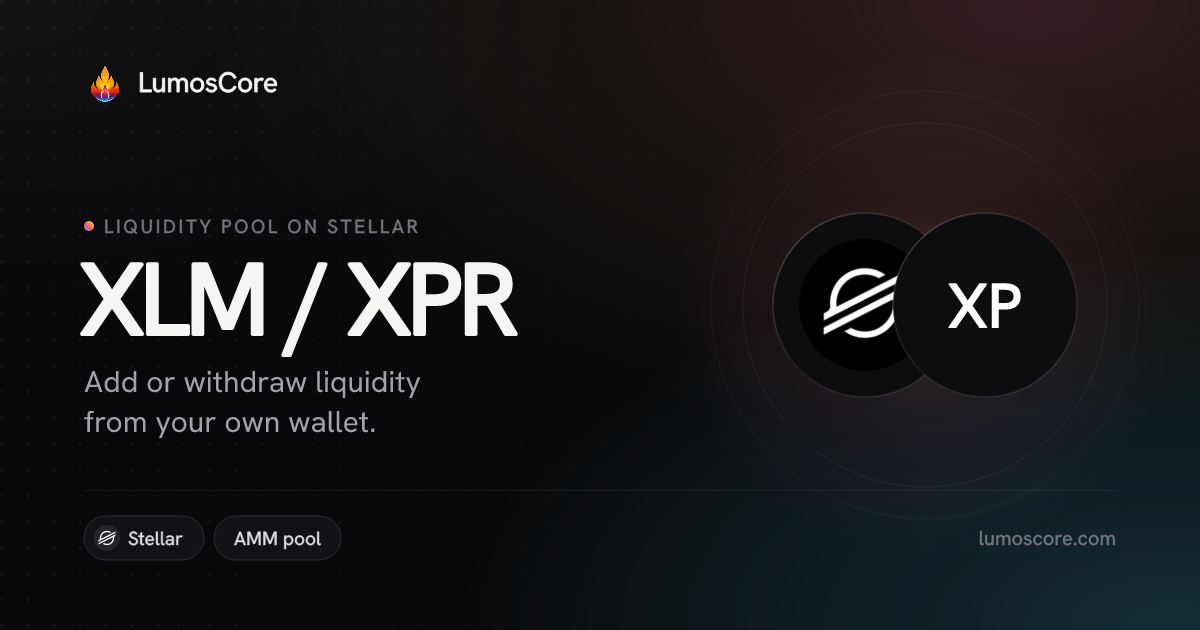 LumosCore
LIQUIDITY POOL ON STELLAR
XLM / XPR
Add or withdraw liquidity
from your own wallet.
XP
Stellar
AMM pool
lumoscore.com